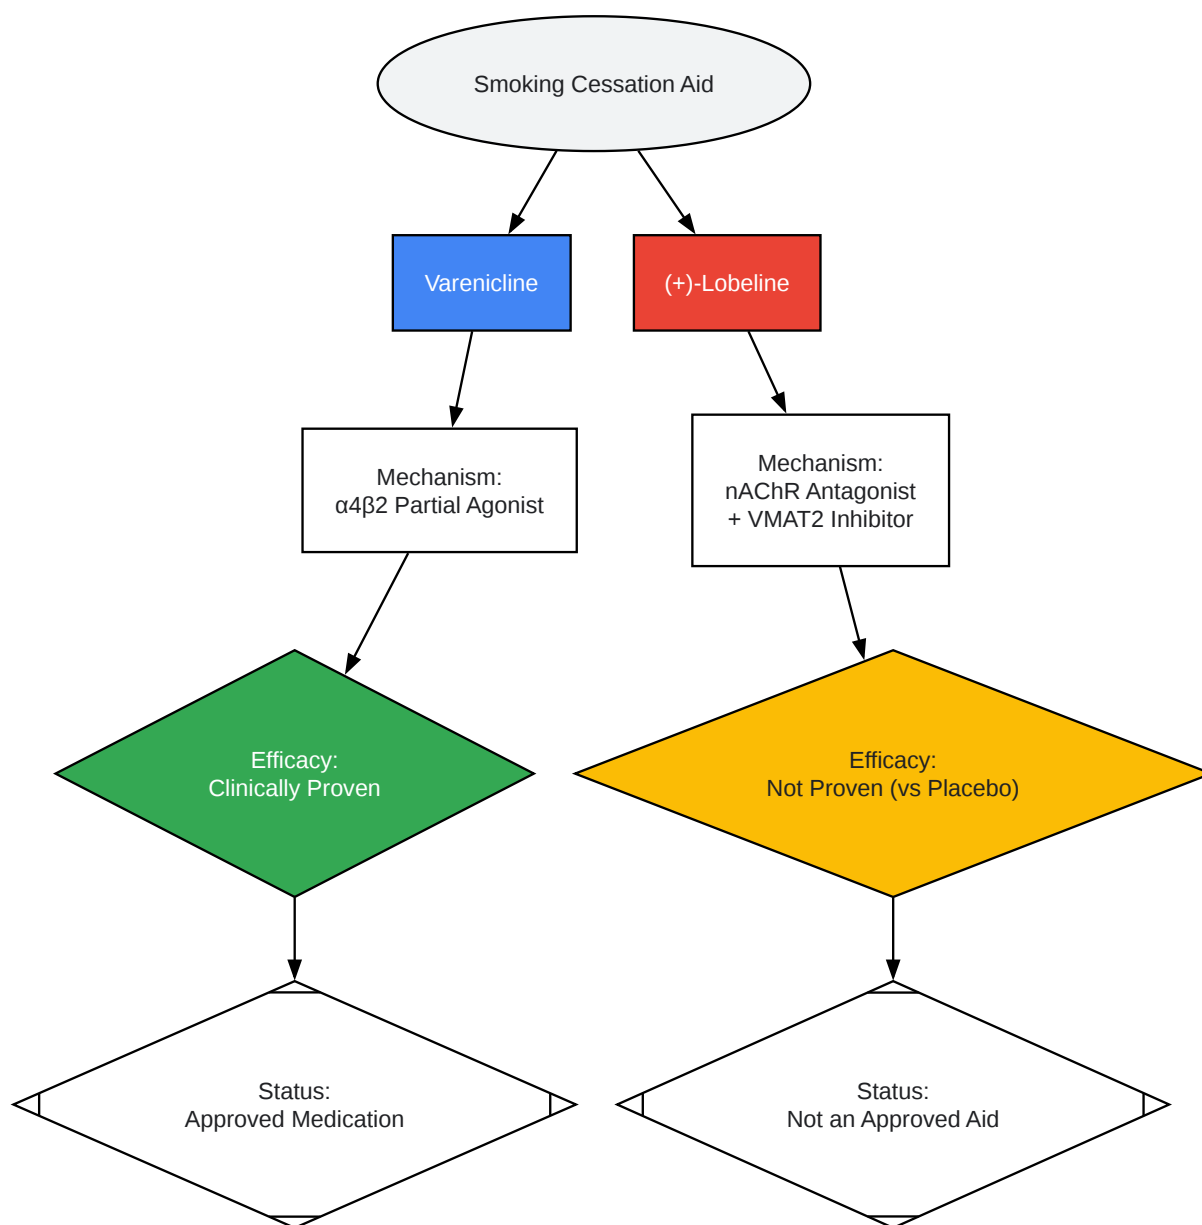 Smoking Cessation Aid
Varenicline
(+)-Lobeline
Mechanism:
α4β2 Partial Agonist
Mechanism:
nAChR Antagonist
+ VMAT2 Inhibitor
Efficacy:
Clinically Proven
Efficacy:
Not Proven (vs Placebo)
Status:
Approved Medication
Status:
Not an Approved Aid